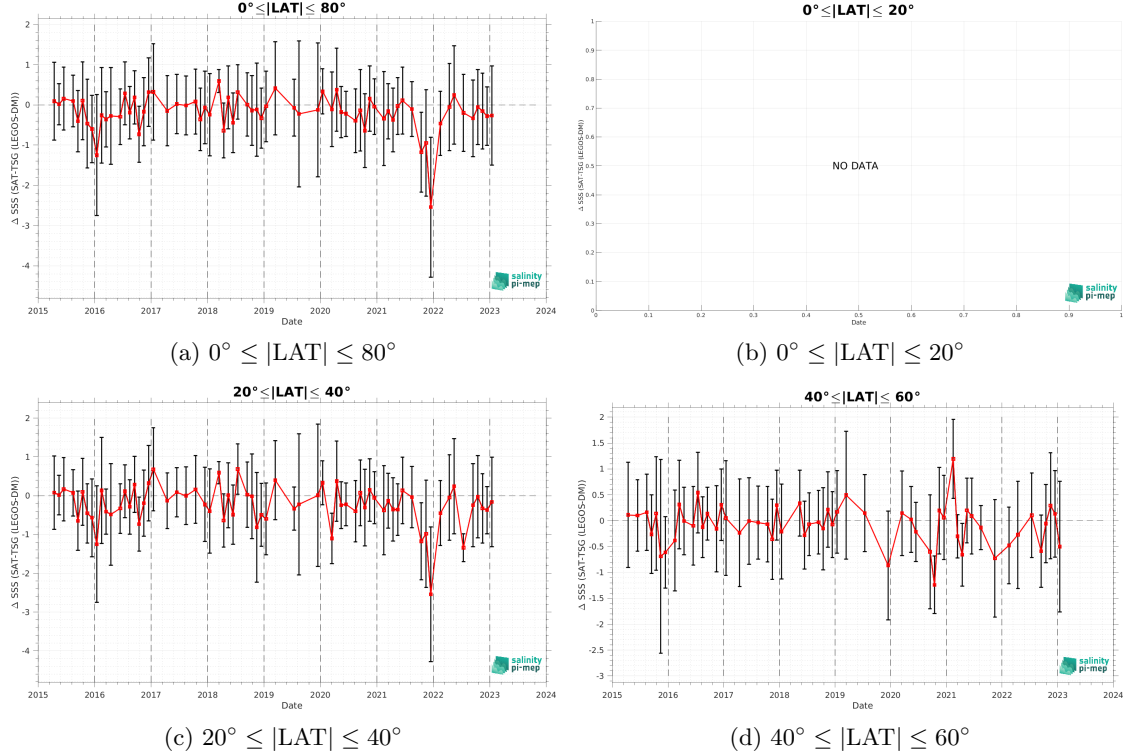 0°≤|LAT|≤ 80°
Δ SSS (SAT-TSG (LEGOS-DM))
2
1
0
-1
-2
-3
-4
2015 2016 2017 2018 2019 2020 2021 2022 2023 2024
Date
salinity
pi-mep
(a) 0° ≤ |LAT| ≤ 80°
0°≤|LAT|≤ 20°
Δ SSS (SAT-TSG (LEGOS-DM))
1
0.9
0.8
0.7
0.6
0.5
0.4
0.3
0.2
0.1
0
NO DATA
0 0.1 0.2 0.3 0.4 0.5 0.6 0.7 0.8 0.9 1
Date
salinity
pi-mep
(b) 0° ≤ |LAT| ≤ 20°
20°≤|LAT|≤ 40°
Δ SSS (SAT-TSG (LEGOS-DM))
2
1
0
-1
-2
-3
-4
2015 2016 2017 2018 2019 2020 2021 2022 2023 2024
Date
salinity
pi-mep
(c) 20° ≤ |LAT| ≤ 40°
40°≤|LAT|≤ 60°
Δ SSS (SAT-TSG (LEGOS-DM))
2
1.5
1
0.5
0
-0.5
-1
-1.5
-2
-2.5
-3
2015 2016 2017 2018 2019 2020 2021 2022 2023 2024
Date
salinity
pi-mep
(d) 40° ≤ |LAT| ≤ 60°